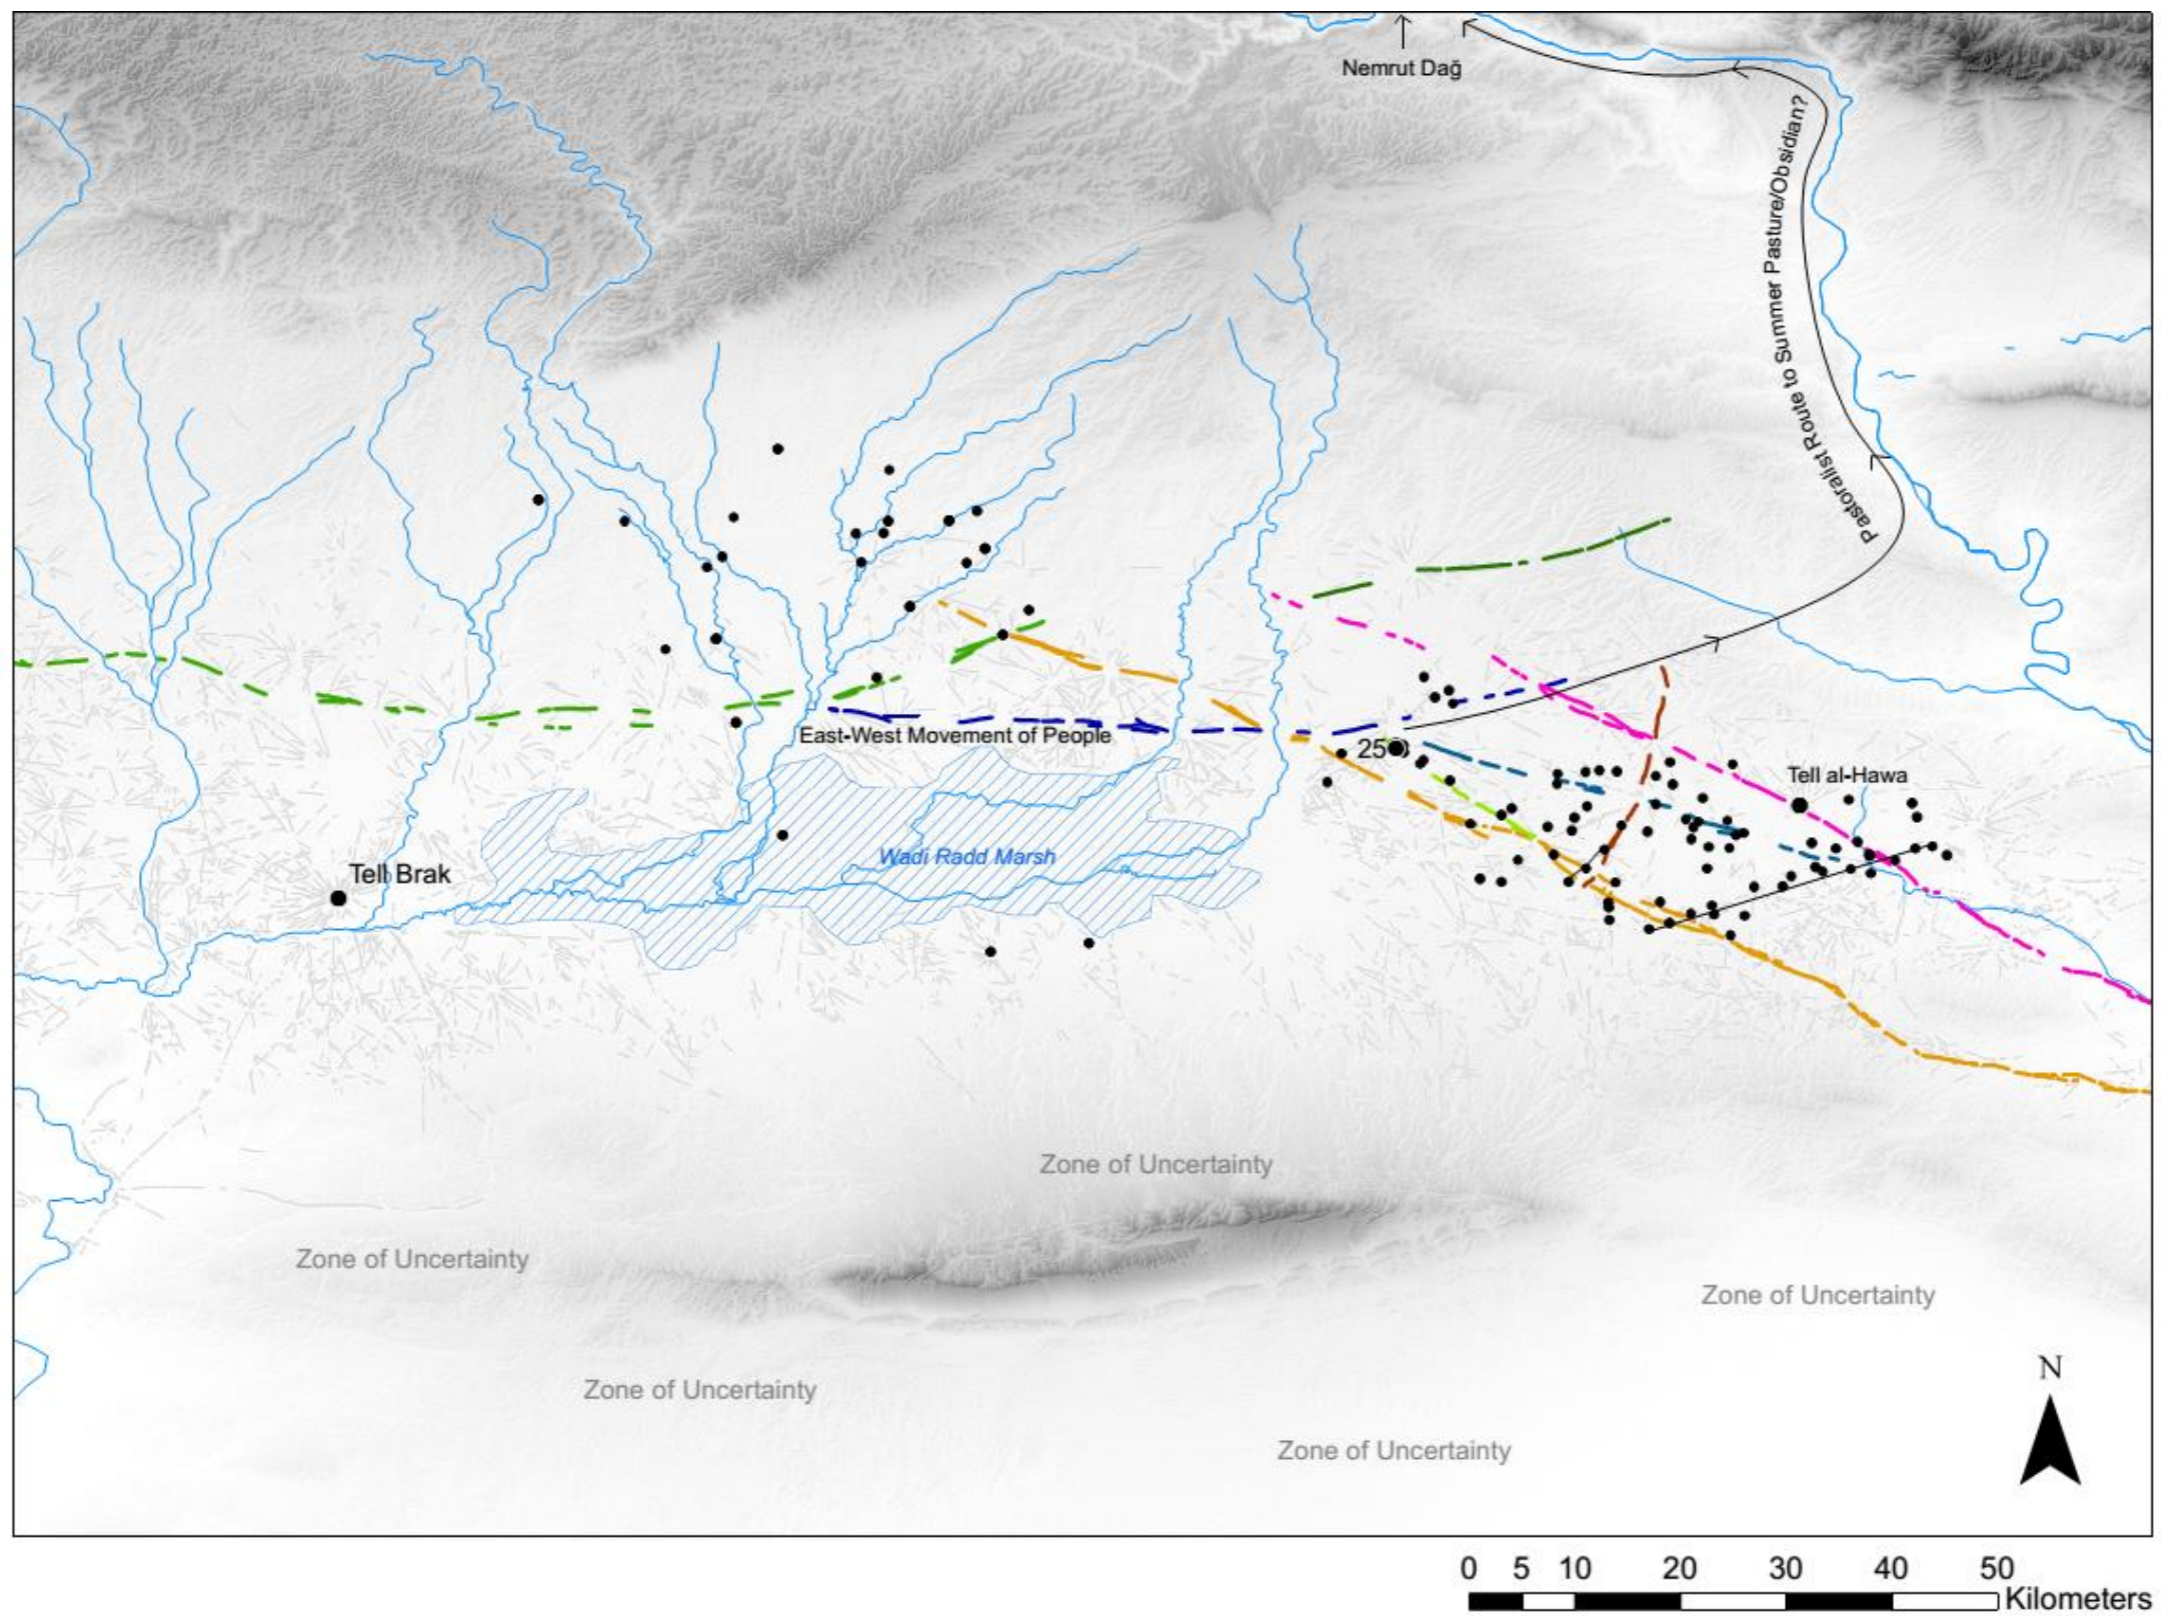 Nemrut Dağ
Pastoralist Route to Summer Pasture/Obsidian?
East-West Movement of People
Tell al-Hawa
Wadi Radd Marsh
Tell Brak
Zone of Uncertainty
Zone of Uncertainty
Zone of Uncertainty
Zone of Uncertainty
Zone of Uncertainty
N
0 5 10 20 30 40 50
Kilometers